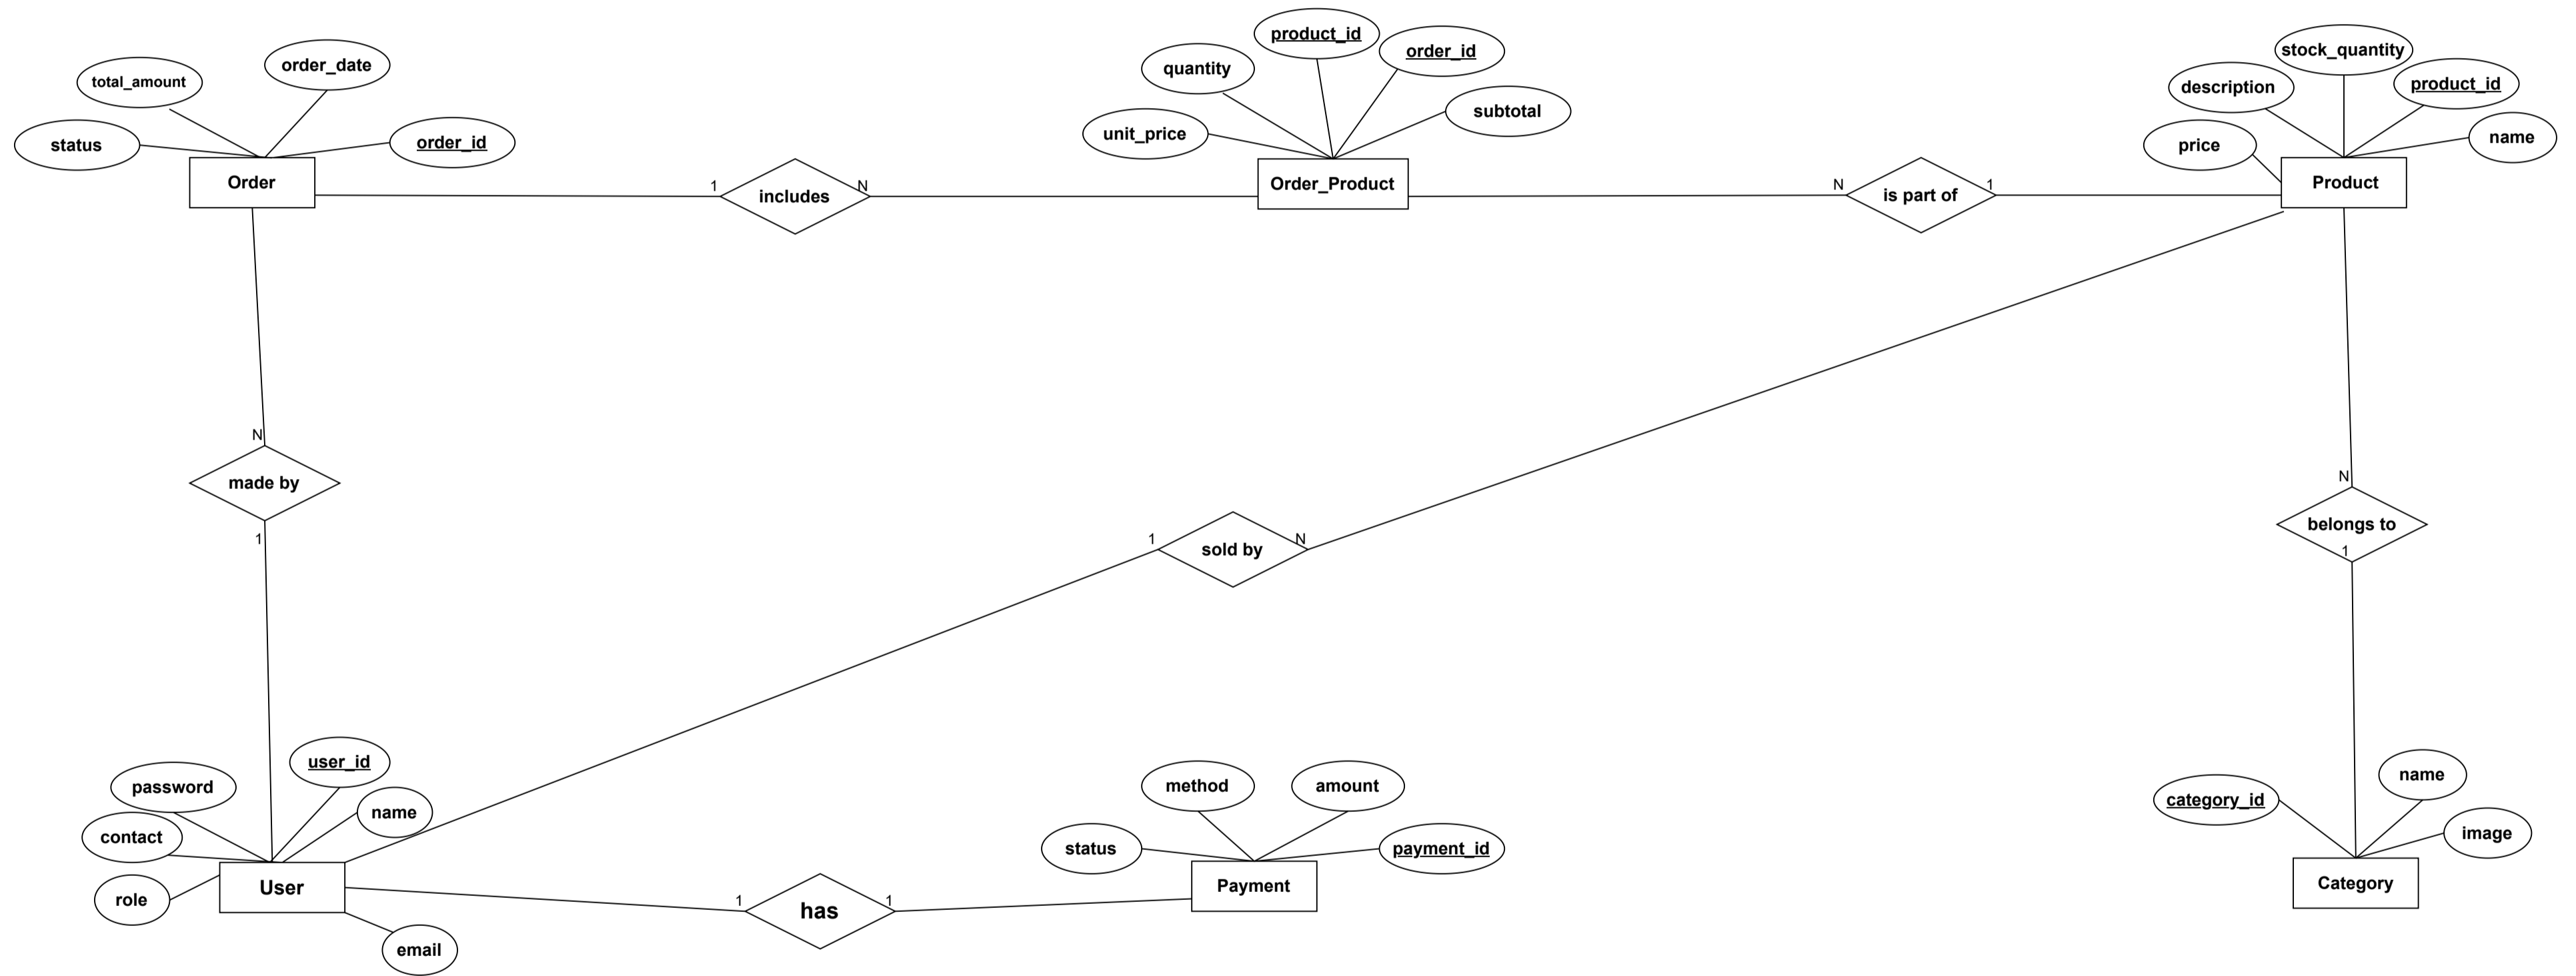 product_id
order_id
stock_quantity
order_date
quantity
total_amount
description
product_id
unit_price
subtotal
status
order_id
price
name
Order
Order_Product
Product
1
includes
N
N
is part of
1
N
made by
1
N
belongs to
1
1
sold by
N
user_id
password
name
contact
User
role
email
1
has
1
method
amount
status
payment_id
Payment
name
category_id
image
Category